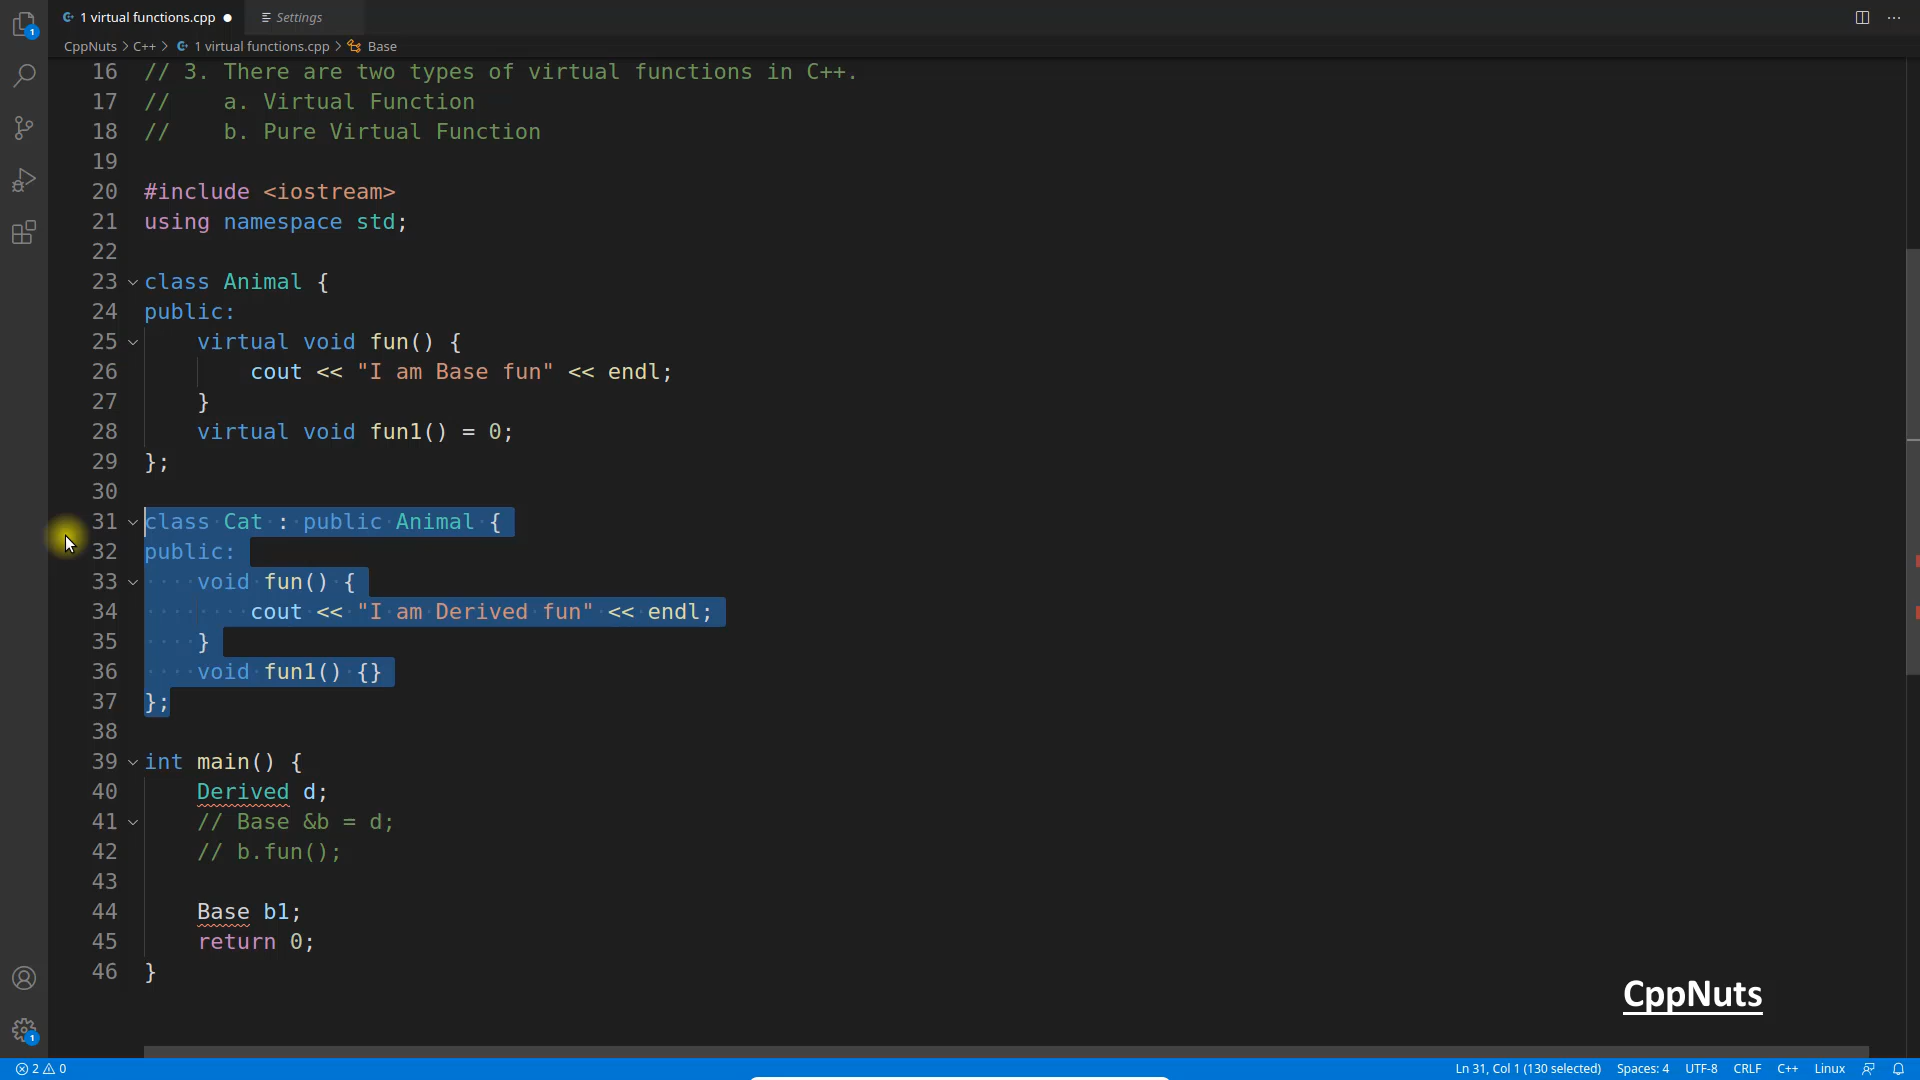 1 virtual functions.cpp
Settings
CppNuts > C++ > 1 virtual functions.cpp > Base
16 // 3. There are two types of virtual functions in C++.
17 //    a. Virtual Function
18 //    b. Pure Virtual Function
19
20 #include <iostream>
21 using namespace std;
22
23 class Animal {
24 public:
25     virtual void fun() {
26         cout << "I am Base fun" << endl;
27     }
28     virtual void fun1() = 0;
29 };
30
31 class Cat : public Animal {
32 public:
33     void fun() {
34         cout << "I am Derived fun" << endl;
35     }
36     void fun1() {}
37 };
38
39 int main() {
40     Derived d;
41     // Base &b = d;
42     // b.fun();
43
44     Base b1;
45     return 0;
46 }
CppNuts
1
1
2 0
Ln 31, Col 1 (130 selected) Spaces: 4 UTF-8 CRLF C++ Linux